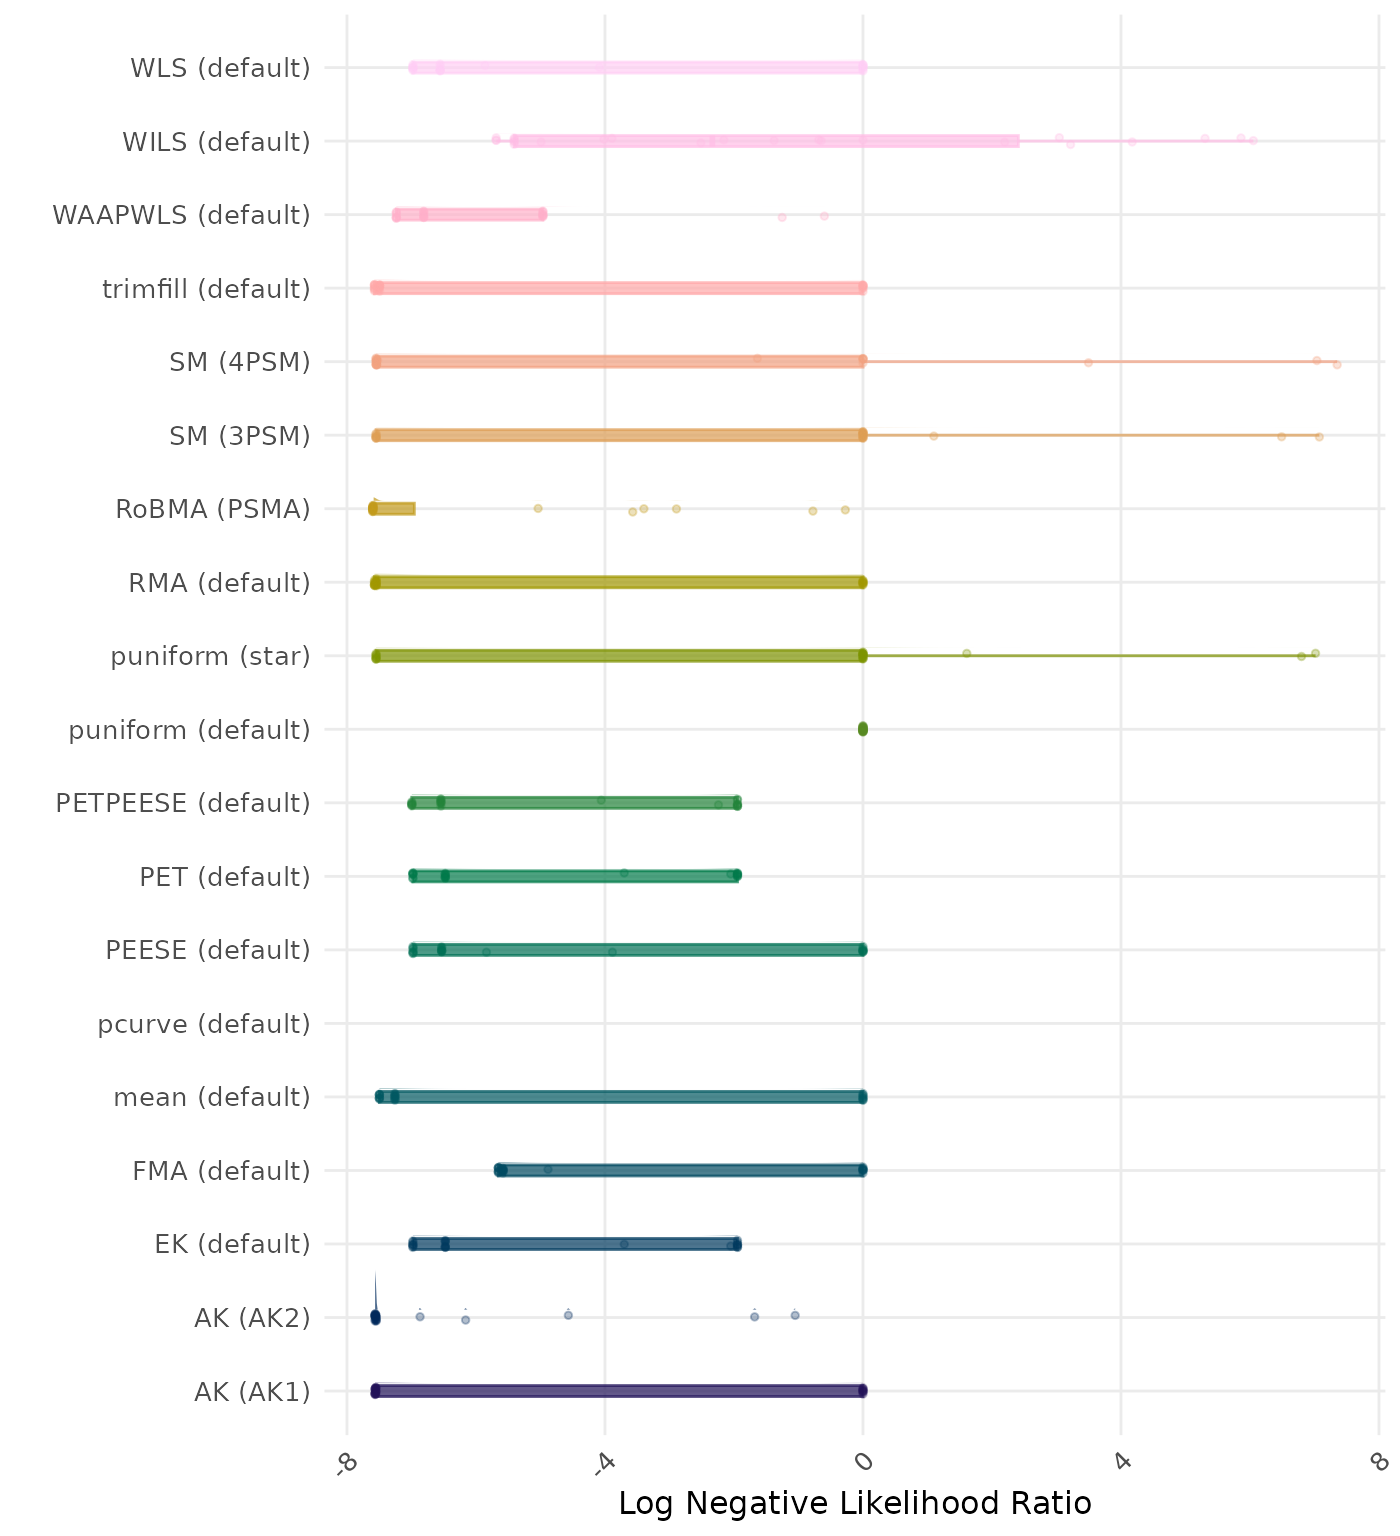 WLS (default)
WILS (default)
WAAPWLS (default)
trimfill (default)
SM (4PSM)
SM (3PSM)
RoBMA (PSMA)
RMA (default)
puniform (star)
puniform (default)
PETPEESE (default)
PET (default)
PEESE (default)
pcurve (default)
mean (default)
FMA (default)
EK (default)
AK (AK2)
AK (AK1)
-8 -4 0 4 8
Log Negative Likelihood Ratio